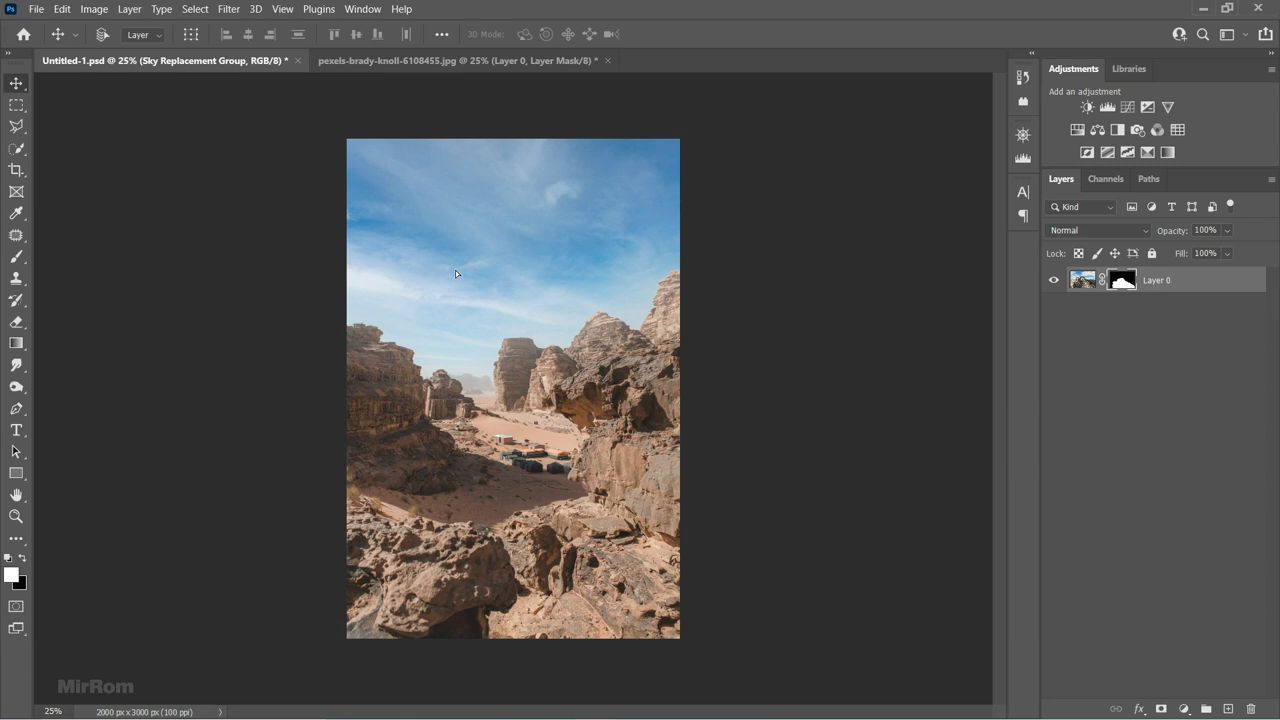 Ps File Edit Image Layer Type Select Filter 3D View Plugins Window Help
Layer 3D Mode:
Untitled-1.psd @ 25% (Sky Replacement Group, RGB/8) * pexels-brady-knoll-6108455.jpg @ 25% (Layer 0, Layer Mask/8) *
Adjustments Libraries
Add an adjustment
Layers Channels Paths
Kind
Normal Opacity: 100%
Lock: Fill: 100%
Layer 0
MirRom
25% 2000 px x 3000 px (100 ppi)